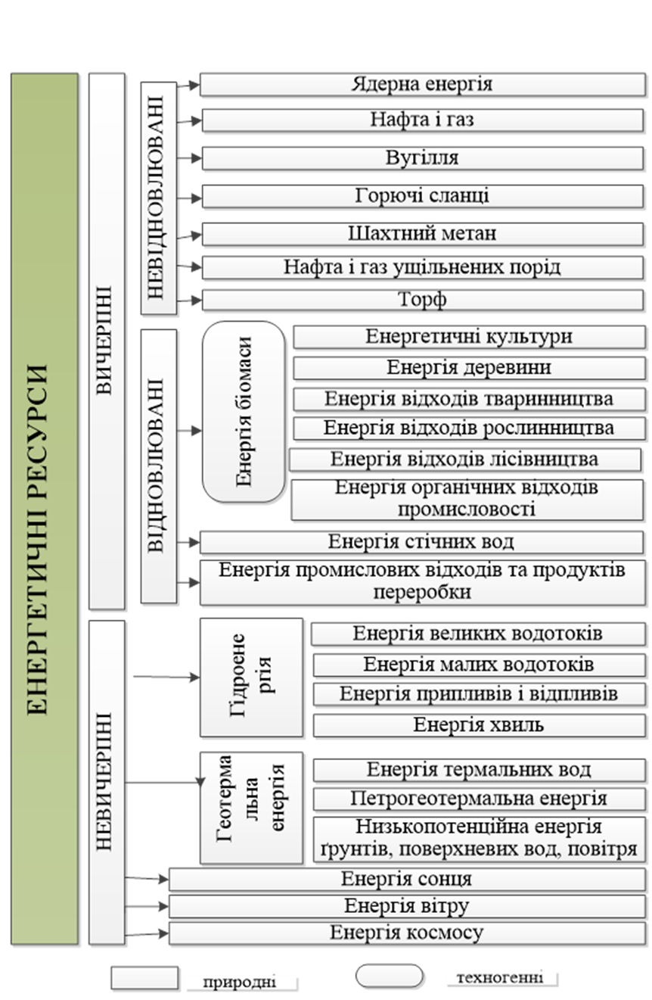 ЕНЕРГЕТИЧНІ РЕСУРСИ
ВИЧЕРПНІ
НЕВІДНОВЛЮВАНІ
Ядерна енергія
Нафта і газ
Вугілля
Горючі сланці
Шахтний метан
Нафта і газ ущільнених порід
Торф
ВІДНОВЛЮВАНІ
Енергія біомаси
Енергетичні культури
Енергія деревини
Енергія відходів тваринництва
Енергія відходів рослинництва
Енергія відходів лісівництва
Енергія органічних відходів
промисловості
Енергія стічних вод
Енергія промислових відходів та продуктів
переробки
НЕВИЧЕРПНІ
Гідроене
ргія
Енергія великих водотоків
Енергія малих водотоків
Енергія припливів і відпливів
Енергія хвиль
Геотерма
льна
енергія
Енергія термальних вод
Петрогеотермальна енергія
Низькопотенційна енергія
ґрунтів, поверхневих вод, повітря
Енергія сонця
Енергія вітру
Енергія космосу
природні
техногенні